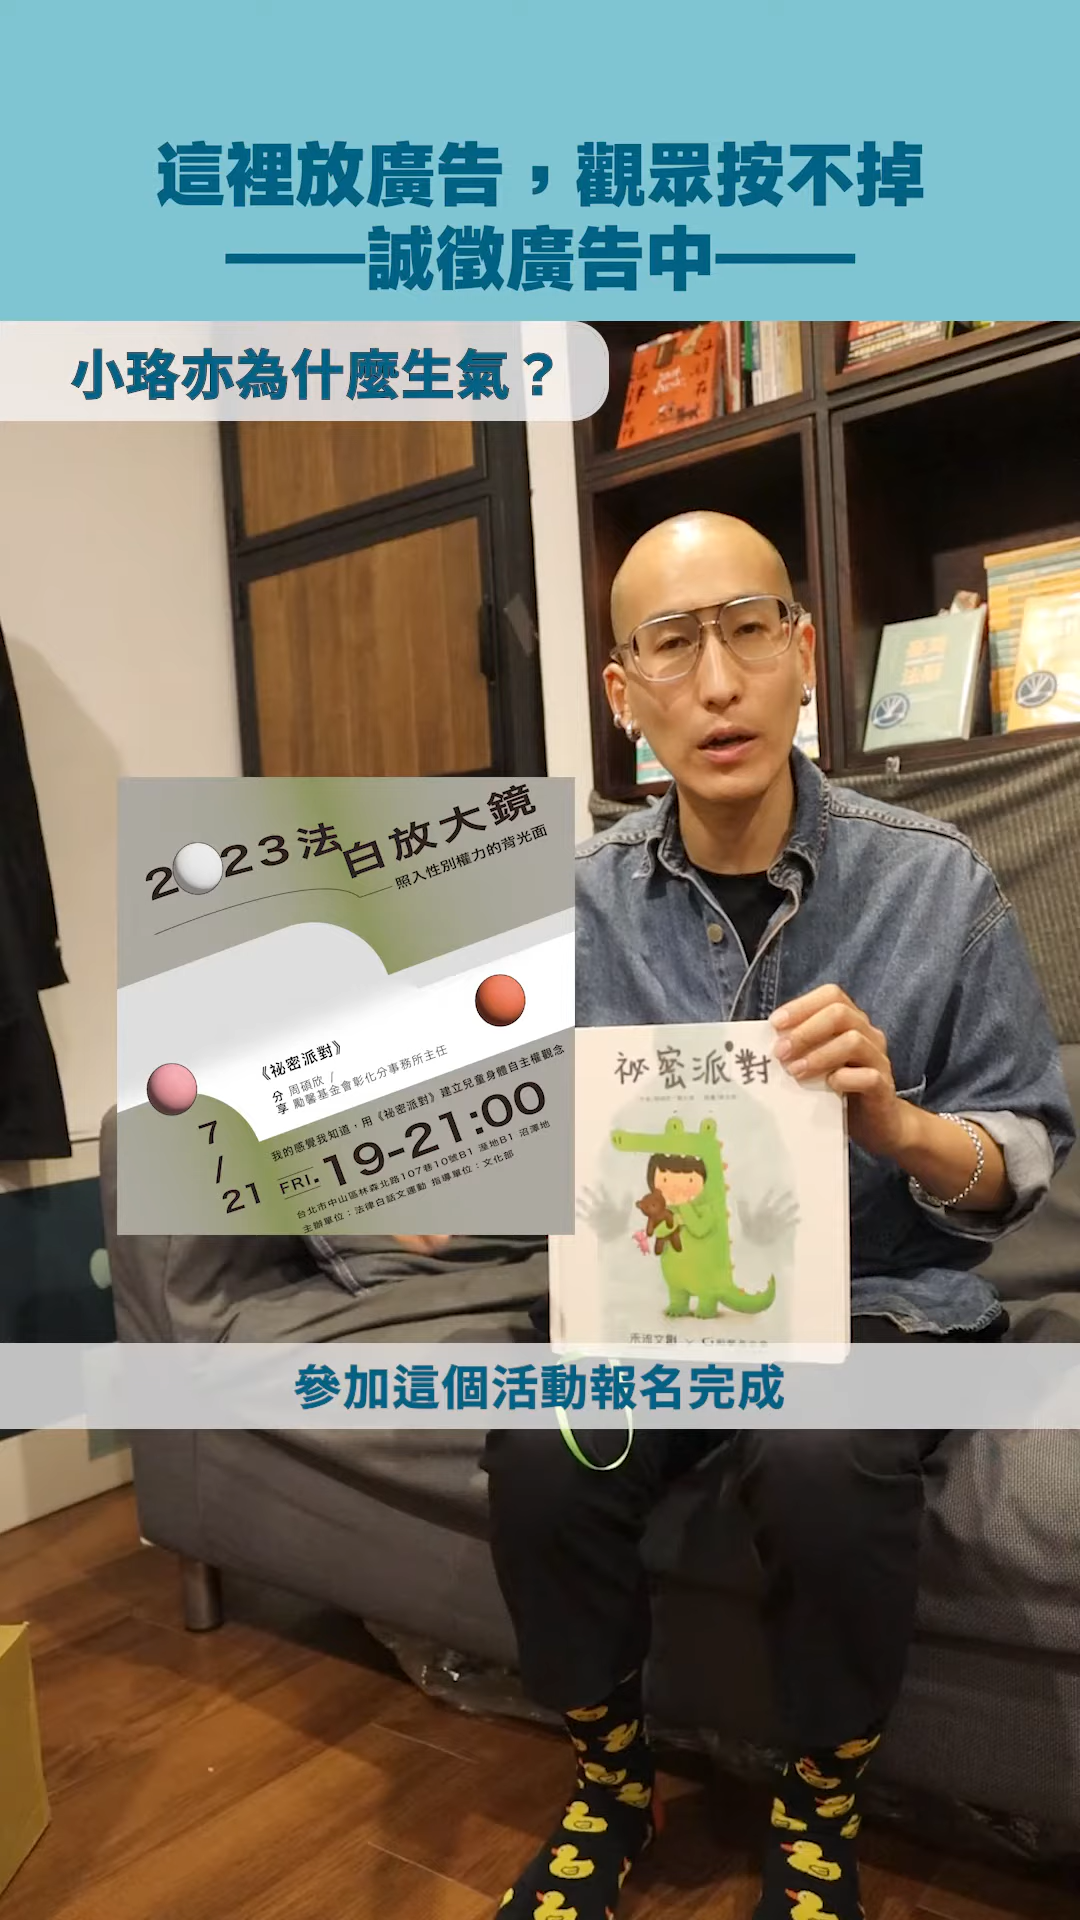 這裡放廣告，觀眾按不掉
——誠徵廣告中——
小珞亦為什麼生氣？
2023法白放大鏡
照入性別權力的背光面
《祕密派對》
分享 周碩欣 /
勵馨基金會彰化分事務所主任
我的感覺我知道，用《祕密派對》建立兒童身體自主權觀念
7/21
FRI. 19-21:00
台北市中山區林森北路107巷10號B1 溼地B1 沼澤地
主辦單位：法律白話文運動 指導單位：文化部
祕密派對
禾流文創 ×
參加這個活動報名完成